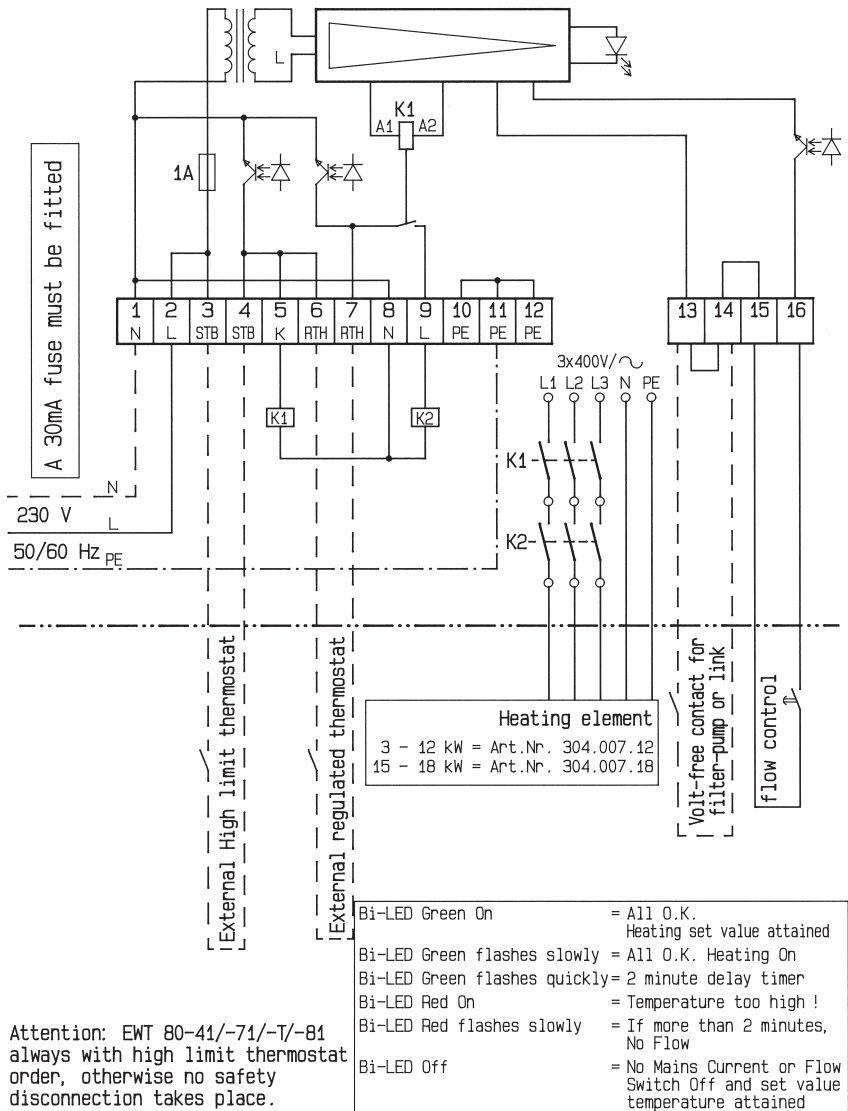 L
K1
A1 A2
1A
A 30mA fuse must be fitted
1 2 3 4 5 6 7 8 9 10 11 12
N L STB STB K RTH RTH N L PE PE PE
13 14 15 16
3x400V/~
L1 L2 L3 N PE
K1 K2
K1
K2
N
230 V L
50/60 Hz PE
External High limit thermostat
External regulated thermostat
Heating element
3 - 12 kW = Art.Nr. 304.007.12
15 - 18 kW = Art.Nr. 304.007.18
Volt-free contact for
filter-pump or link
flow control
Bi-LED Green On = All O.K.
Heating set value attained
Bi-LED Green flashes slowly = All O.K. Heating On
Bi-LED Green flashes quickly = 2 minute delay timer
Bi-LED Red On = Temperature too high !
Bi-LED Red flashes slowly = If more than 2 minutes,
No Flow
Bi-LED Off = No Mains Current or Flow
Switch Off and set value
temperature attained
Attention: EWT 80-41/-71/-T/-81
always with high limit thermostat
order, otherwise no safety
disconnection takes place.